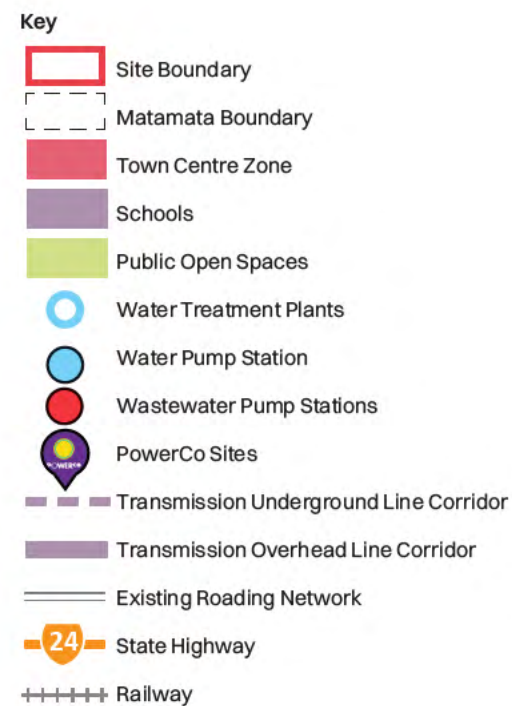 Key
Site Boundary
Matamata Boundary
Town Centre Zone
Schools
Public Open Spaces
Water Treatment Plants
Water Pump Station
Wastewater Pump Stations
POWERCO
PowerCo Sites
Transmission Underground Line Corridor
Transmission Overhead Line Corridor
Existing Roading Network
24
State Highway
Railway